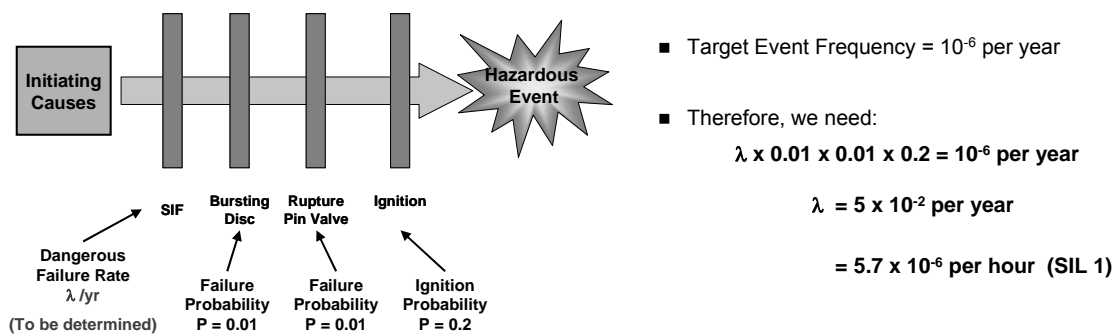 Initiating
Causes
Hazardous
Event
SIF
Bursting
Disc
Rupture
Pin Valve
Ignition
Dangerous
Failure Rate
λ /yr
(To be determined)
Failure
Probability
P = 0.01
Failure
Probability
P = 0.01
Ignition
Probability
P = 0.2
■ Target Event Frequency = 10⁻⁶ per year
■ Therefore, we need:
λ x 0.01 x 0.01 x 0.2 = 10⁻⁶ per year
λ = 5 x 10⁻² per year
= 5.7 x 10⁻⁶ per hour (SIL 1)